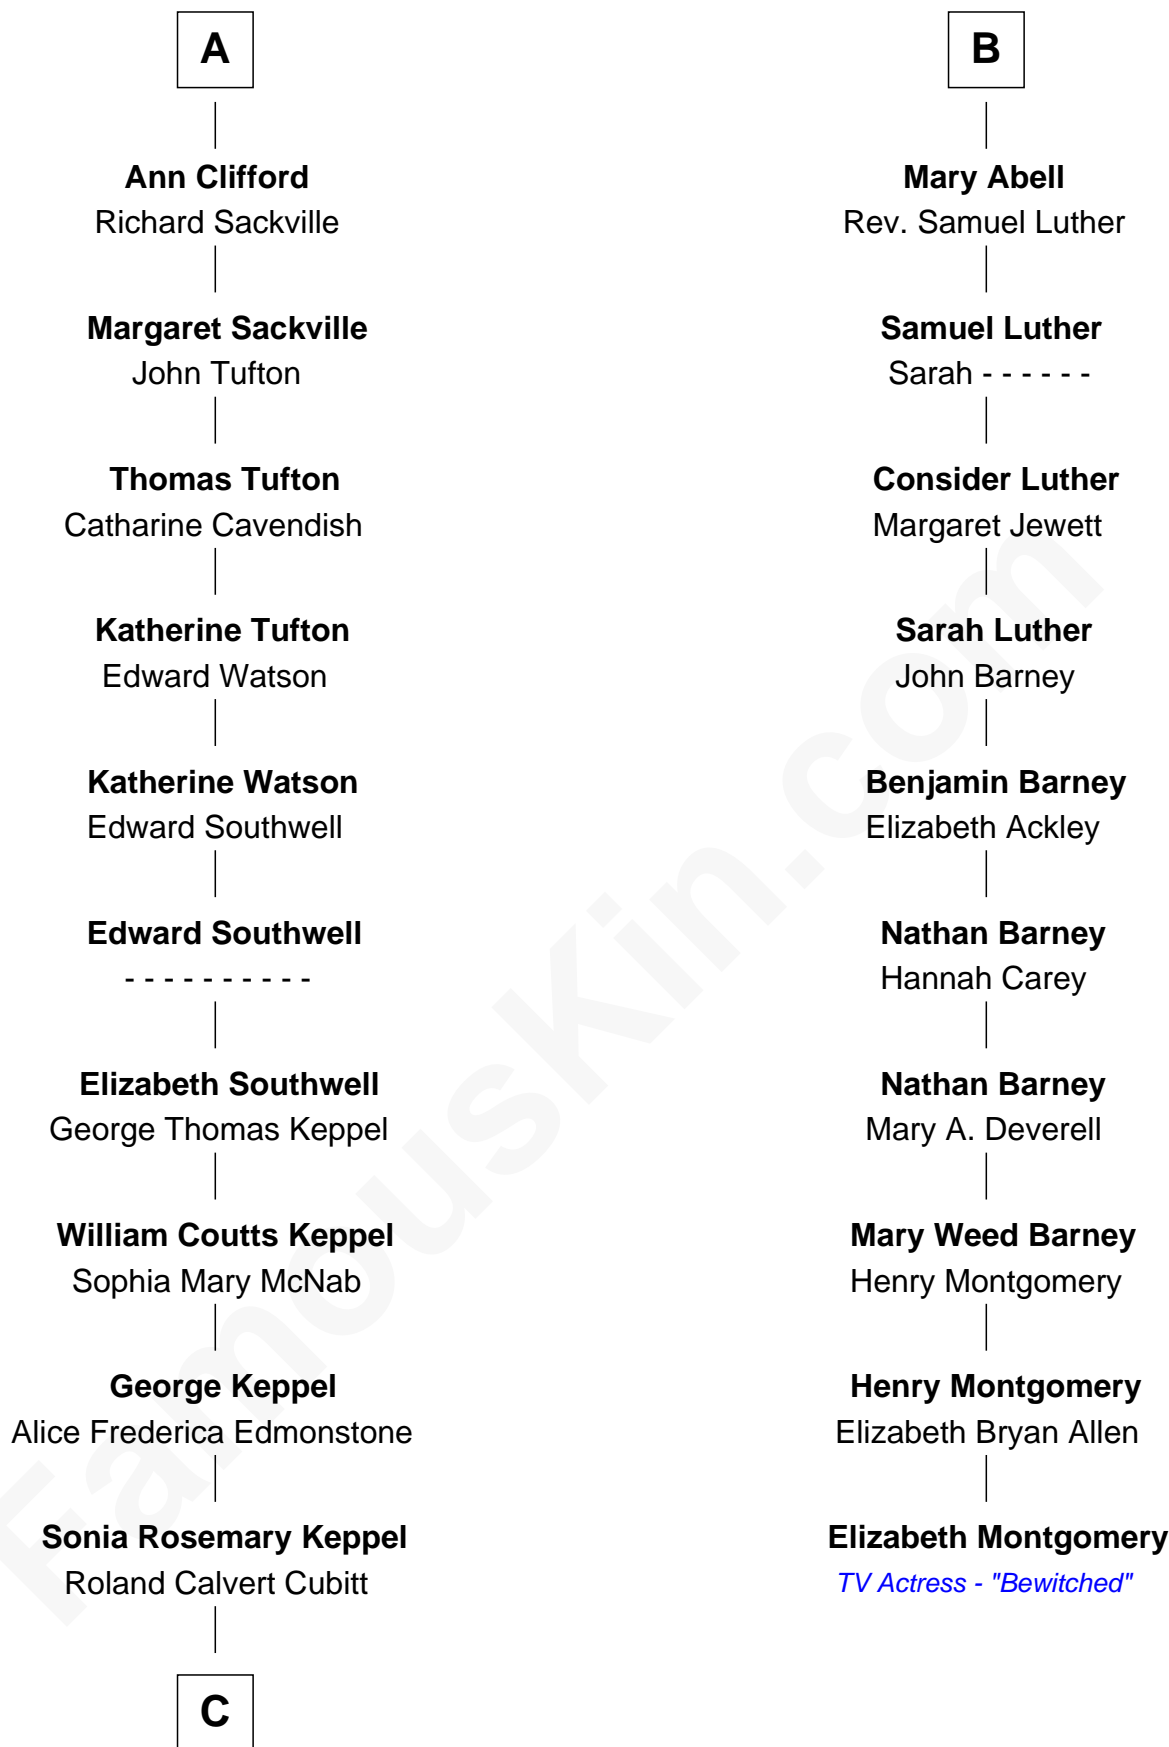 A
Ann Clifford
Richard Sackville
Margaret Sackville
John Tufton
Thomas Tufton
Catharine Cavendish
Katherine Tufton
Edward Watson
Katherine Watson
Edward Southwell
Edward Southwell
- - - - - - - - - -
Elizabeth Southwell
George Thomas Keppel
William Coutts Keppel
Sophia Mary McNab
George Keppel
Alice Frederica Edmonstone
Sonia Rosemary Keppel
Roland Calvert Cubitt
C
B
Mary Abell
Rev. Samuel Luther
Samuel Luther
Sarah - - - - - -
Consider Luther
Margaret Jewett
Sarah Luther
John Barney
Benjamin Barney
Elizabeth Ackley
Nathan Barney
Hannah Carey
Nathan Barney
Mary A. Deverell
Mary Weed Barney
Henry Montgomery
Henry Montgomery
Elizabeth Bryan Allen
Elizabeth Montgomery
TV Actress - "Bewitched"
FamousKin.com